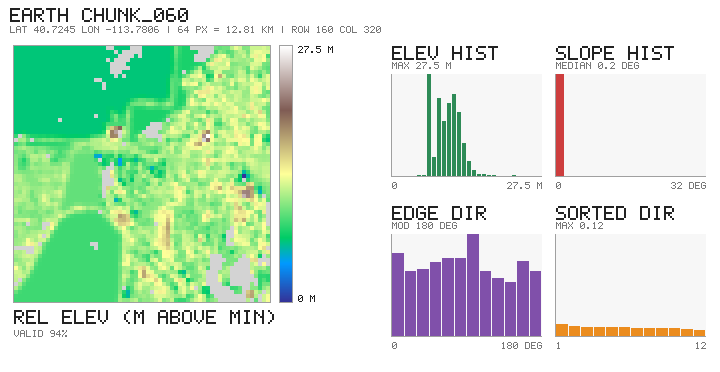 EARTH CHUNK_060
LAT 40.7245 LON -113.7806 | 64 PX = 12.81 KM | ROW 160 COL 320
27.5 M
0 M
REL ELEV (M ABOVE MIN)
VALID 94%
ELEV HIST
MAX 27.5 M
0 27.5 M
SLOPE HIST
MEDIAN 0.2 DEG
0 32 DEG
EDGE DIR
MOD 180 DEG
0 180 DEG
SORTED DIR
MAX 0.12
1 12